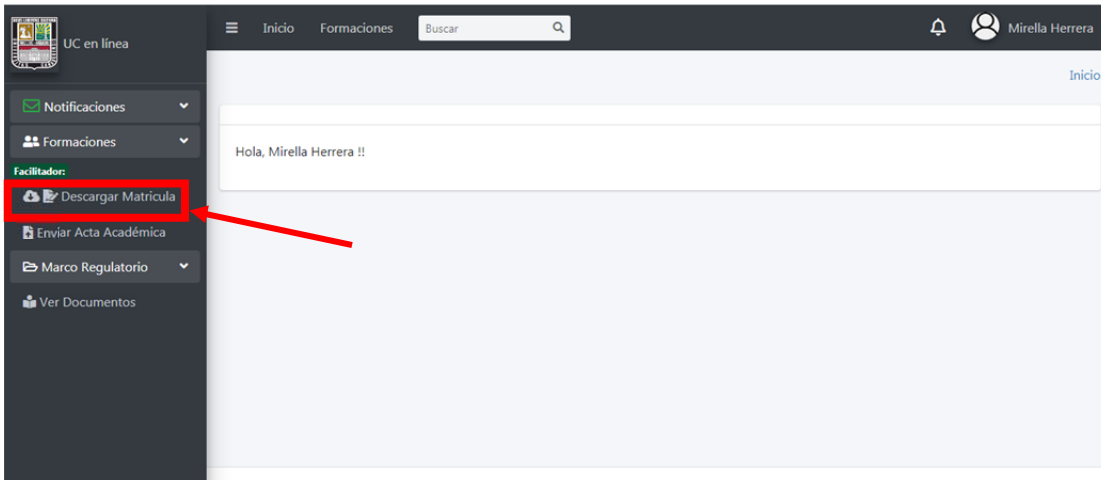 UC en línea
Inicio Formaciones Buscar Mirella Herrera
Inicio
Notificaciones
Formaciones
Facilitador:
Descargar Matricula
Enviar Acta Académica
Marco Regulatorio
Ver Documentos
Hola, Mirella Herrera !!